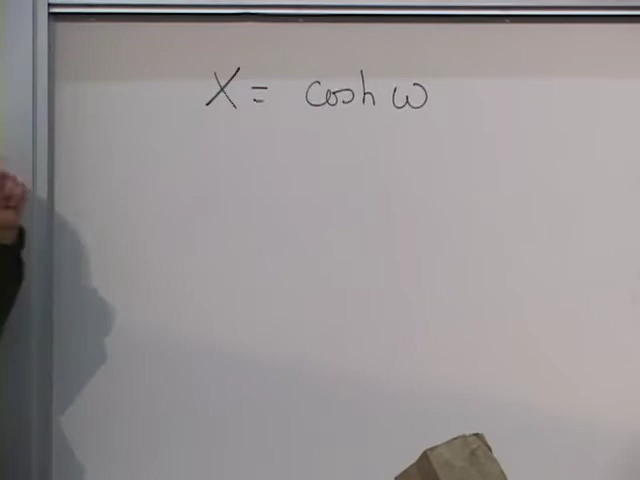 X = cosh ω